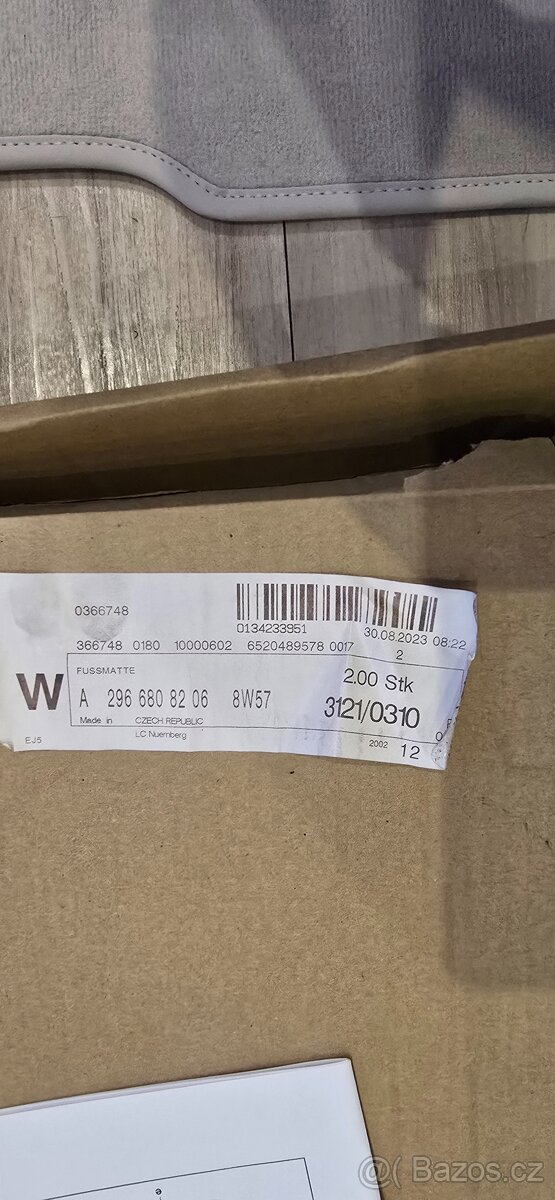 0366748
0134233951
30.08.2023 08:22
366748 0180 10000602 6520489578 0017 2
FUSSMATTE
2.00 Stk
W
A 296 680 82 06 8W57
3121/0310
Made in CZECH REPUBLIC
LC Nuernberg
EJ5
2002 12
@( Bazos.cz